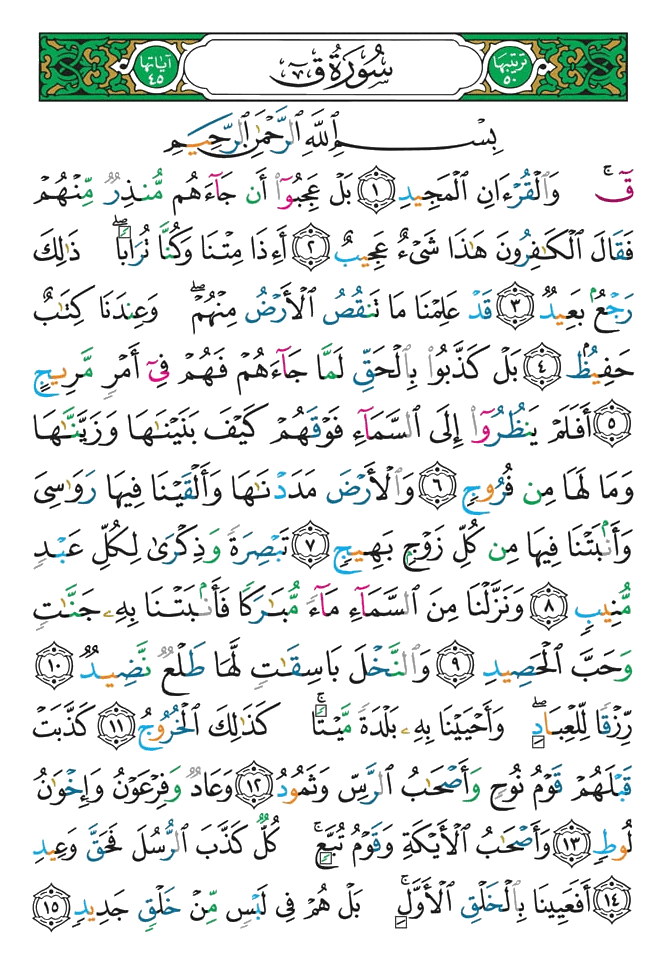 تَرْتِيبُهَا ٥٠
سُورَةُ قٓ
آيَاتُهَا ٤٥
بِسْمِ ٱللَّهِ ٱلرَّحْمَٰنِ ٱلرَّحِيمِ
قٓ ۚ وَٱلْقُرْءَانِ ٱلْمَجِيدِ ١ بَلْ عَجِبُوٓا۟ أَن جَآءَهُم مُّنذِرٌ مِّنْهُمْ
فَقَالَ ٱلْكَٰفِرُونَ هَٰذَا شَىْءٌ عَجِيبٌ ٢ أَءِذَا مِتْنَا وَكُنَّا تُرَابًا ۖ ذَٰلِكَ
رَجْعٌۢ بَعِيدٌ ٣ قَدْ عَلِمْنَا مَا تَنقُصُ ٱلْأَرْضُ مِنْهُمْ ۖ وَعِندَنَا كِتَٰبٌ
حَفِيظٌۢ ٤ بَلْ كَذَّبُوا۟ بِٱلْحَقِّ لَمَّا جَآءَهُمْ فَهُمْ فِىٓ أَمْرٍ مَّرِيجٍ
٥ أَفَلَمْ يَنظُرُوٓا۟ إِلَى ٱلسَّمَآءِ فَوْقَهُمْ كَيْفَ بَنَيْنَٰهَا وَزَيَّنَّٰهَا
وَمَا لَهَا مِن فُرُوجٍ ٦ وَٱلْأَرْضَ مَدَدْنَٰهَا وَأَلْقَيْنَا فِيهَا رَوَٰسِىَ
وَأَنۢبَتْنَا فِيهَا مِن كُلِّ زَوْجٍۭ بَهِيجٍ ٧ تَبْصِرَةً وَذِكْرَىٰ لِكُلِّ عَبْدٍ
مُّنِيبٍ ٨ وَنَزَّلْنَا مِنَ ٱلسَّمَآءِ مَآءً مُّبَٰرَكًا فَأَنۢبَتْنَا بِهِۦ جَنَّٰتٍ
وَحَبَّ ٱلْحَصِيدِ ٩ وَٱلنَّخْلَ بَاسِقَٰتٍ لَّهَا طَلْعٌ نَّضِيدٌ ١٠
رِّزْقًا لِّلْعِبَادِ ۖ وَأَحْيَيْنَا بِهِۦ بَلْدَةً مَّيْتًا ۚ كَذَٰلِكَ ٱلْخُرُوجُ ١١ كَذَّبَتْ
قَبْلَهُمْ قَوْمُ نُوحٍ وَأَصْحَٰبُ ٱلرَّسِّ وَثَمُودُ ١٢ وَعَادٌ وَفِرْعَوْنُ وَإِخْوَٰنُ
لُوطٍ ١٣ وَأَصْحَٰبُ ٱلْأَيْكَةِ وَقَوْمُ تُبَّعٍ ۚ كُلٌّ كَذَّبَ ٱلرُّسُلَ فَحَقَّ وَعِيدِ
١٤ أَفَعَيِينَا بِٱلْخَلْقِ ٱلْأَوَّلِ ۚ بَلْ هُمْ فِى لَبْسٍ مِّنْ خَلْقٍ جَدِيدٍ ١٥